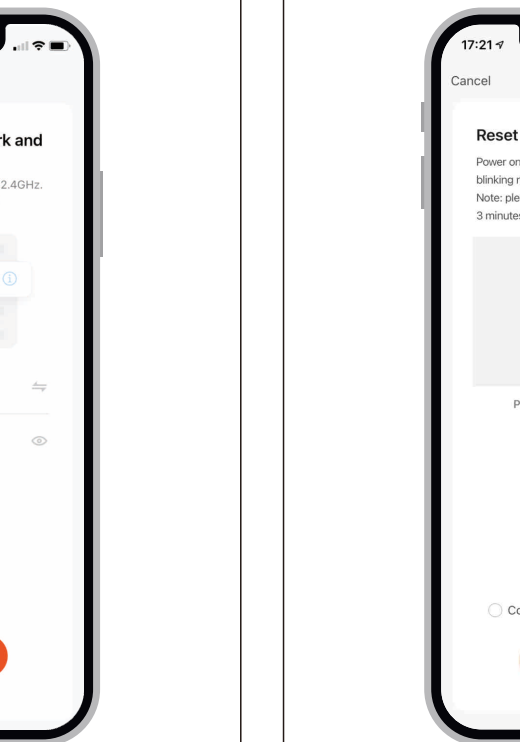 rk and
2.4GHz.
17:21
Cancel
Reset
Power on
blinking r
Note: ple
3 minutes
P
Co